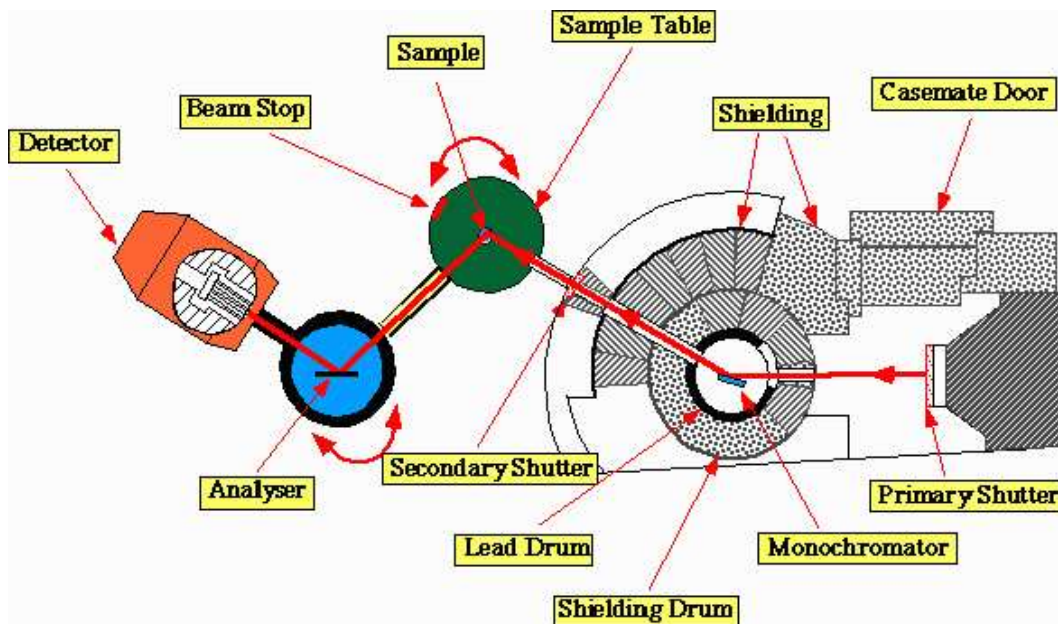 Sample Table
Sample
Casemate Door
Beam Stop
Shielding
Detector
Secondary Shutter
Analyser
Primary Shutter
Lead Drum
Monochromator
Shielding Drum